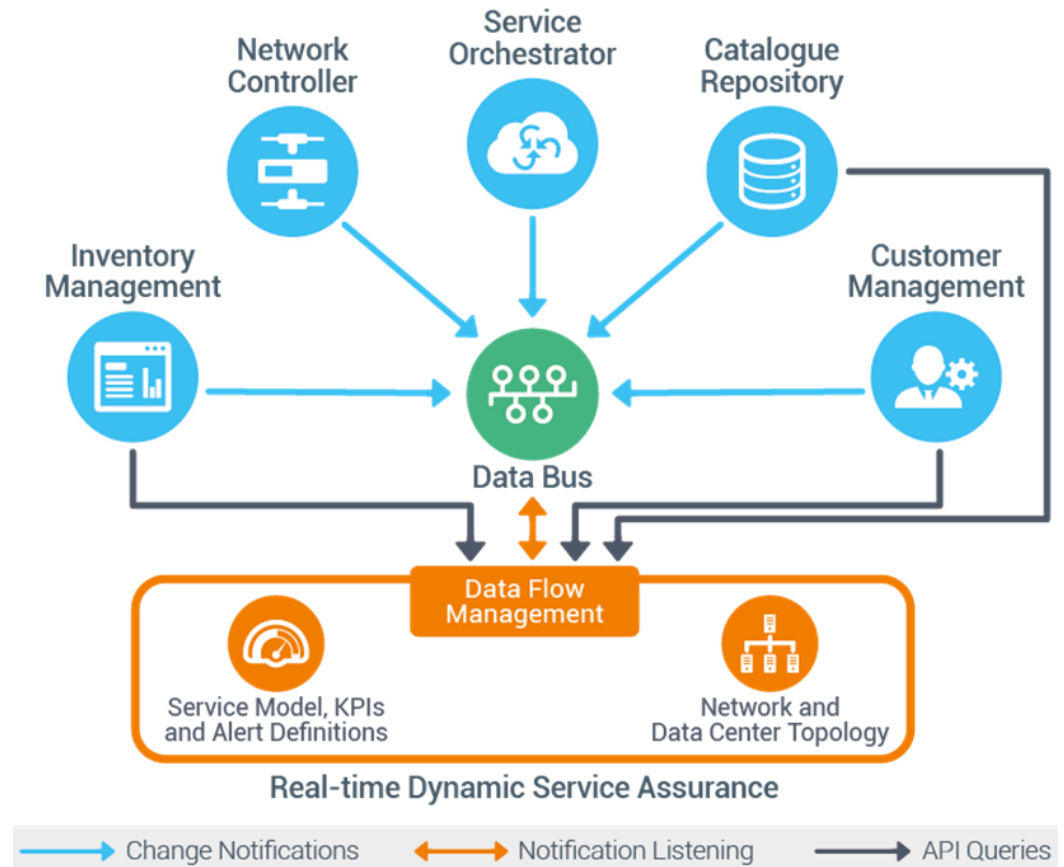 Service
Orchestrator
Network
Controller
Catalogue
Repository
Inventory
Management
Customer
Management
Data Bus
Data Flow
Management
Service Model, KPIs
and Alert Definitions
Network and
Data Center Topology
Real-time Dynamic Service Assurance
Change Notifications
Notification Listening
API Queries